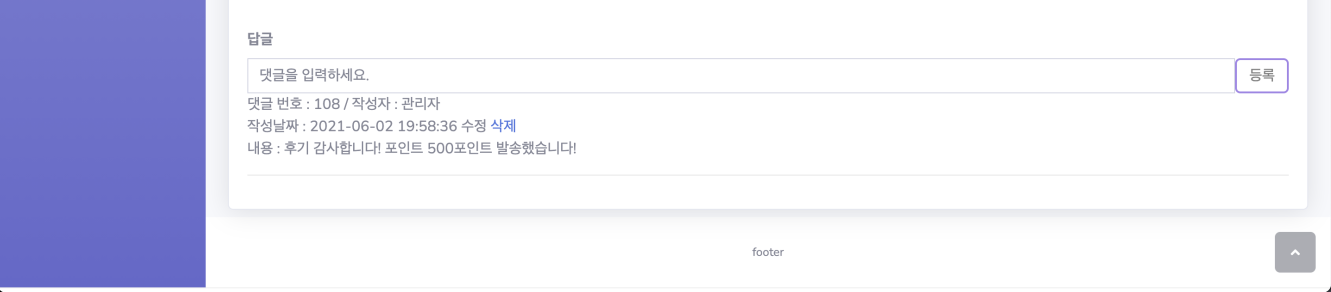 답글
댓글을 입력하세요.
등록
댓글 번호 : 108 / 작성자 : 관리자
작성날짜 : 2021-06-02 19:58:36 수정 삭제
내용 : 후기 감사합니다! 포인트 500포인트 발송했습니다!
footer